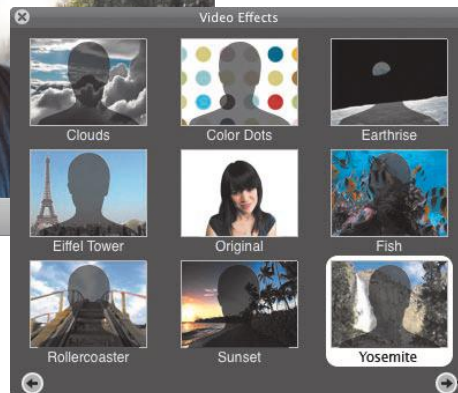 Video Effects
Clouds Color Dots Earthrise
Eiffel Tower Original Fish
Rollercoaster Sunset Yosemite